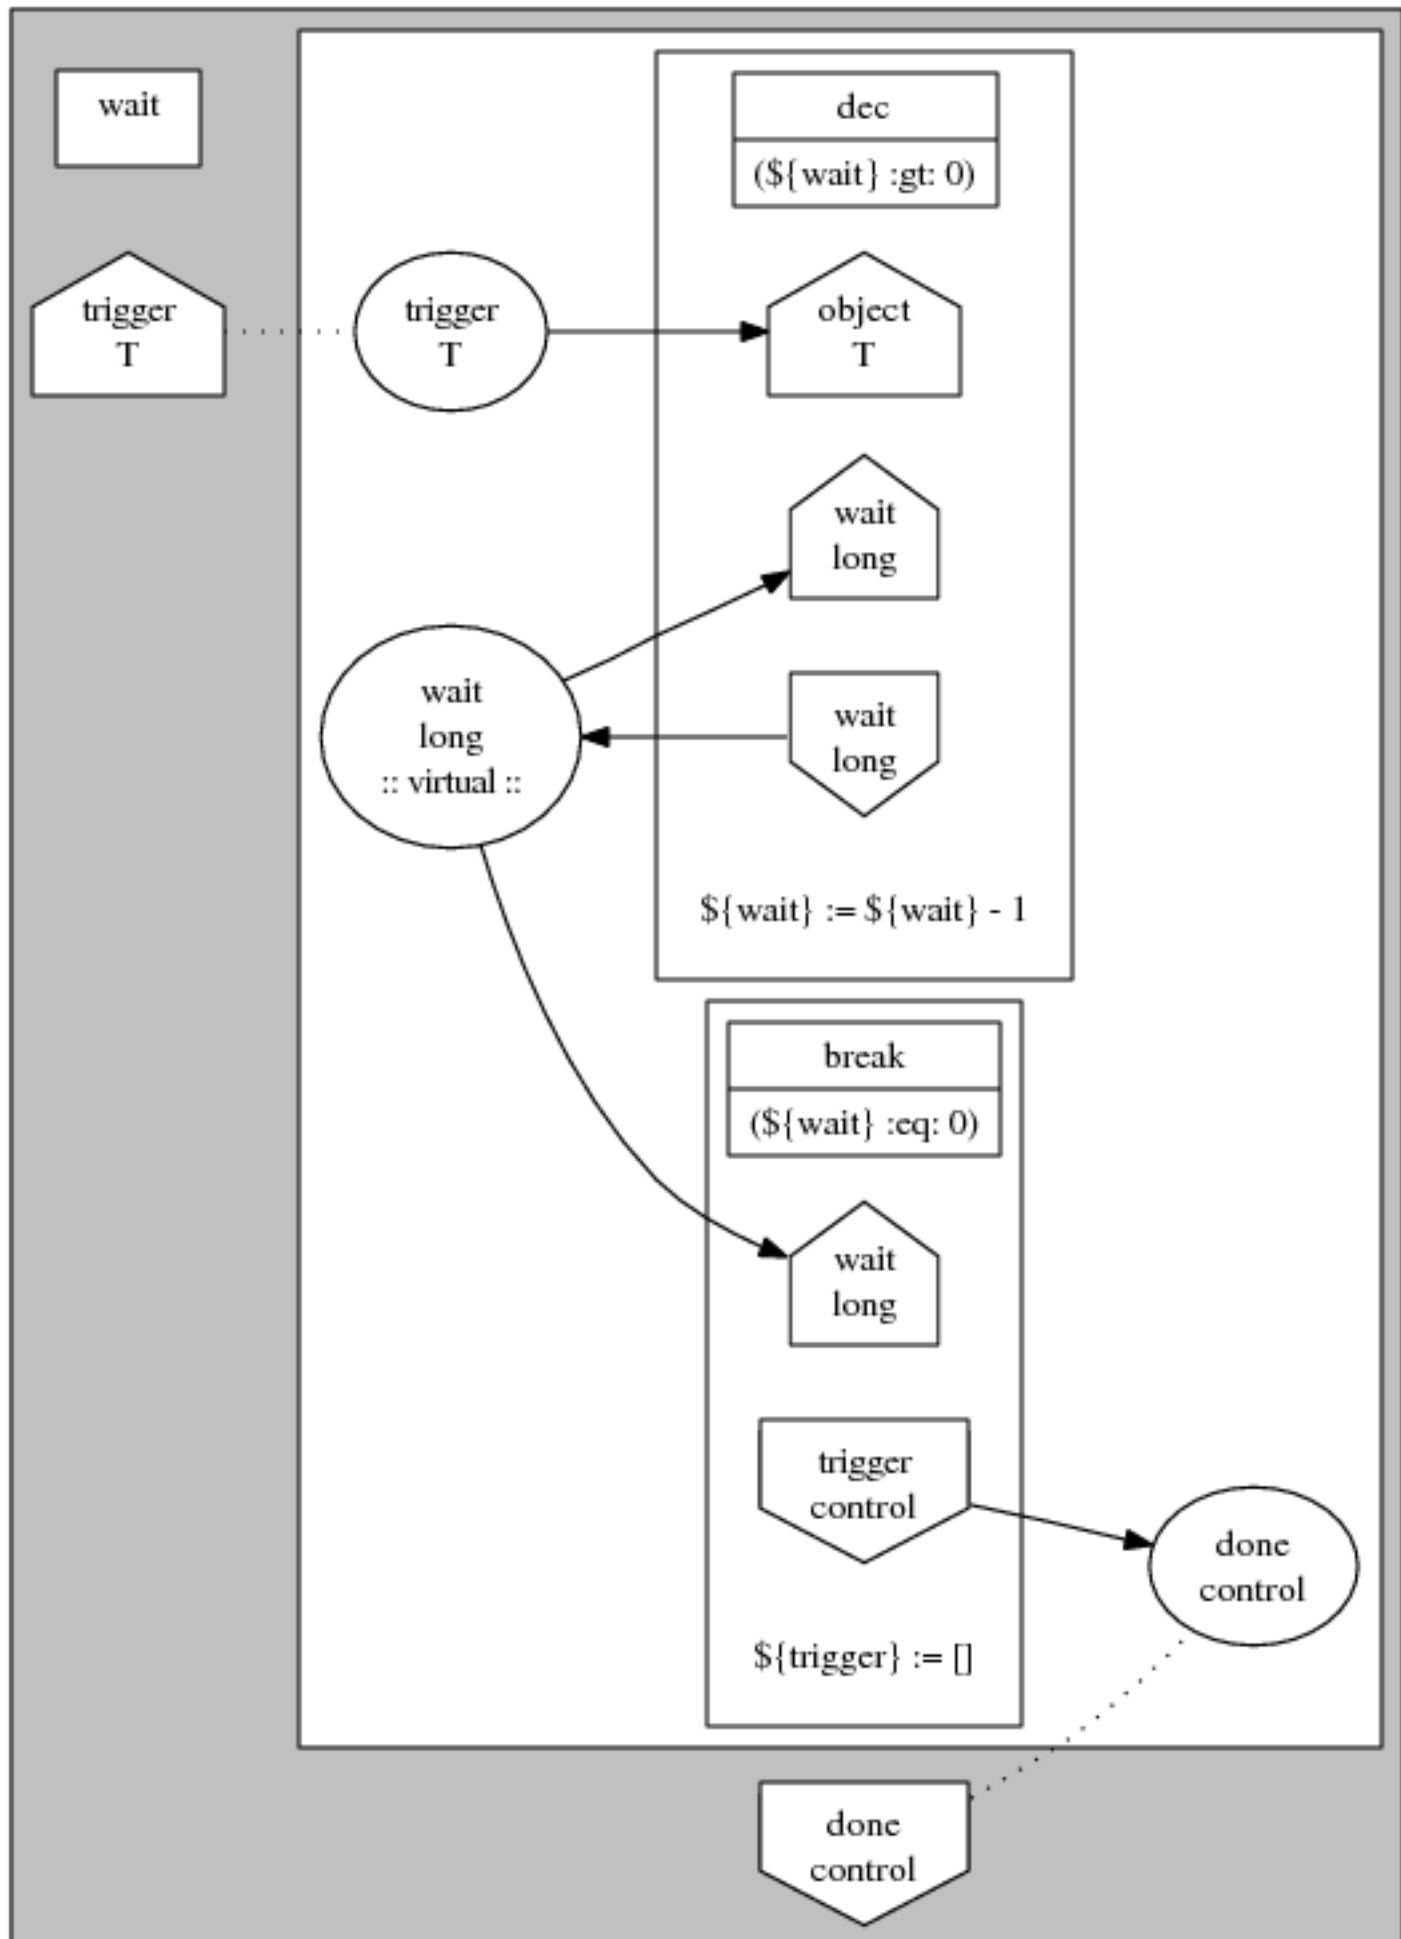 wait
dec
(${wait} :gt: 0)
trigger
T
trigger
T
object
T
wait
long
wait
long
:: virtual ::
wait
long
${wait} := ${wait} - 1
break
(${wait} :eq: 0)
wait
long
trigger
control
done
control
${trigger} := []
done
control